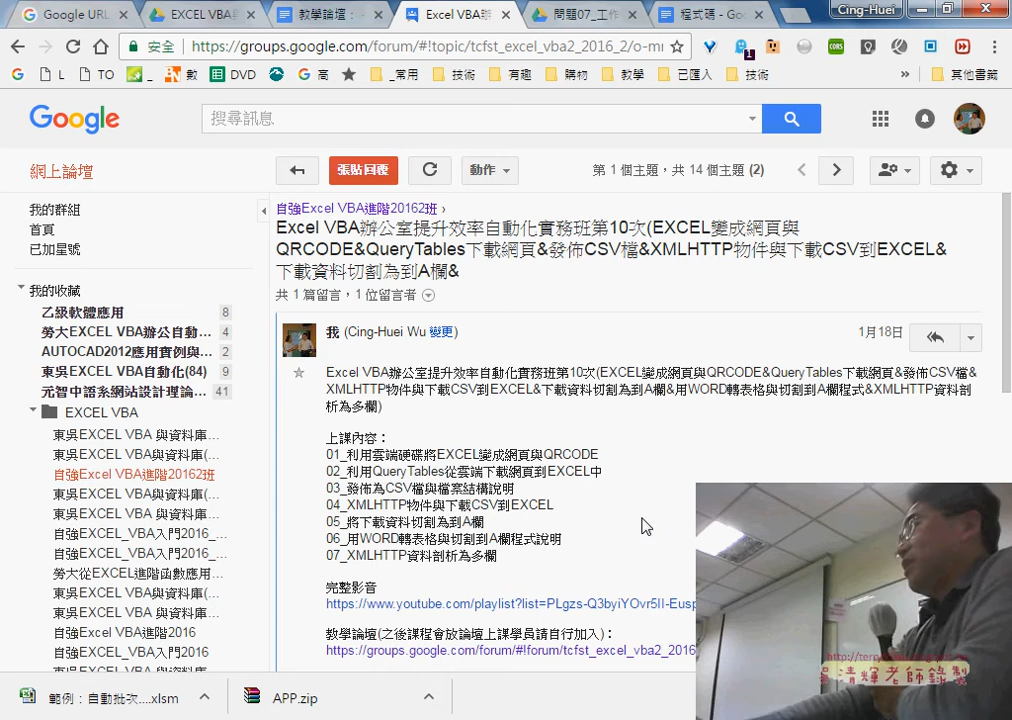 Google URL
EXCEL VBA
教學論壇：
Excel VBA辦
問題07_工作
程式碼 - Go
Cing-Huei
安全
https://groups.google.com/forum/#!topic/tcfst_excel_vba2_2016_2/o-m
L
TO
數
DVD
高
_常用
技術
有趣
購物
教學
已匯入
技術
»
其他書籤
Google
搜尋訊息
網上論壇
張貼回覆
動作
第 1 個主題，共 14 個主題 (2)
我的群組
首頁
已加星號
我的收藏
乙級軟體應用 8
勞大EXCEL VBA辦公自動... 4
AUTOCAD2012應用實例與... 2
東吳EXCEL VBA自動化(84) 9
元智中語系網站設計理論... 41
EXCEL VBA
東吳EXCEL VBA 與資料庫...
東吳EXCEL VBA與資料庫(...
自強Excel VBA進階20162班
東吳EXCEL VBA與資料庫(...
東吳EXCEL VBA 與資料庫...
自強EXCEL_VBA入門2016_...
自強EXCEL_VBA入門2016_...
勞大從EXCEL進階函數應用...
東吳EXCEL VBA與資料庫(...
東吳EXCEL VBA與資料庫(...
自強Excel VBA進階2016
自強EXCEL_VBA入門2016
東吳EXCEL VBA與資料庫(...
自強Excel VBA進階20162班 ›
Excel VBA辦公室提升效率自動化實務班第10次(EXCEL變成網頁與
QRCODE&QueryTables下載網頁&發佈CSV檔&XMLHTTP物件與下載CSV到EXCEL&
下載資料切割為到A欄&
共 1 篇留言，1 位留言者
我 (Cing-Huei Wu 變更)
1月18日
Excel VBA辦公室提升效率自動化實務班第10次(EXCEL變成網頁與QRCODE&QueryTables下載網頁&發佈CSV檔&
XMLHTTP物件與下載CSV到EXCEL&下載資料切割為到A欄&用WORD轉表格與切割到A欄程式&XMLHTTP資料剖
析為多欄)
上課內容：
01_利用雲端硬碟將EXCEL變成網頁與QRCODE
02_利用QueryTables從雲端下載網頁到EXCEL中
03_發佈為CSV檔與檔案結構說明
04_XMLHTTP物件與下載CSV到EXCEL
05_將下載資料切割為到A欄
06_用WORD轉表格與切割到A欄程式說明
07_XMLHTTP資料剖析為多欄
完整影音
https://www.youtube.com/playlist?list=PLgzs-Q3byiYOvr5II-Eusp
教學論壇(之後課程會放論壇上課學員請自行加入)：
https://groups.google.com/forum/#!forum/tcfst_excel_vba2_2016
吳清輝老師錄製
範例：自動批次....xlsm
APP.zip